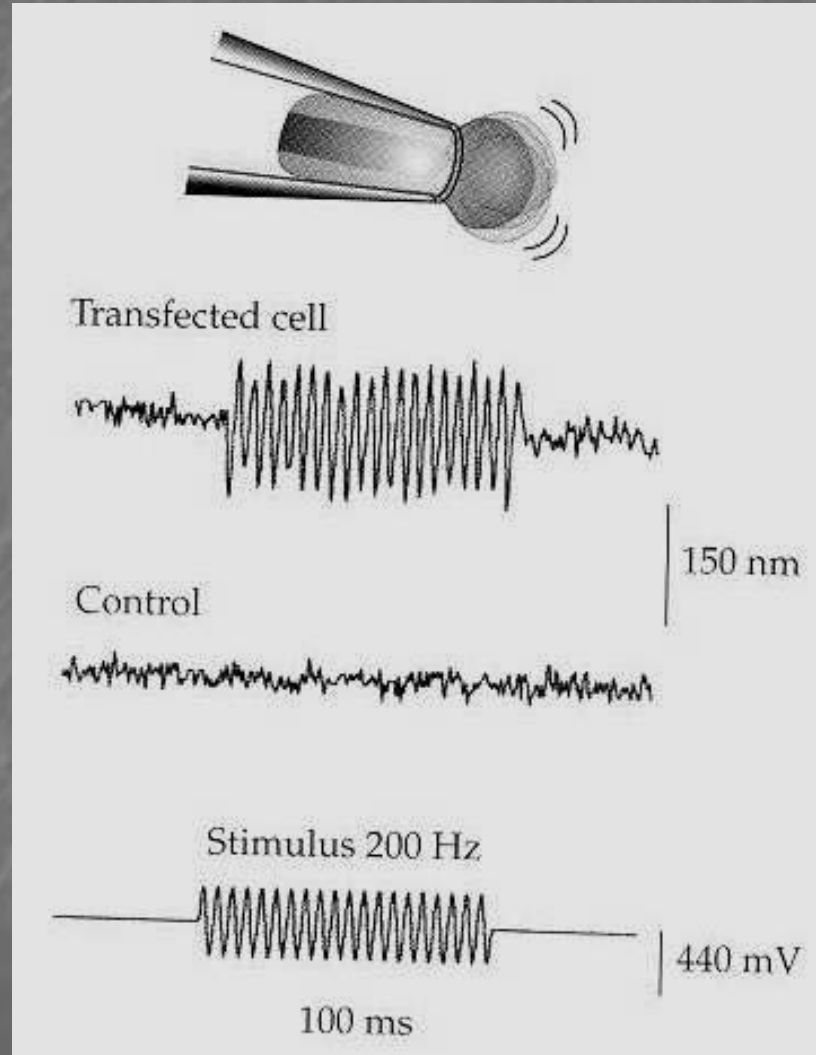 Transfected cell
150 nm
Control
Stimulus 200 Hz
440 mV
100 ms